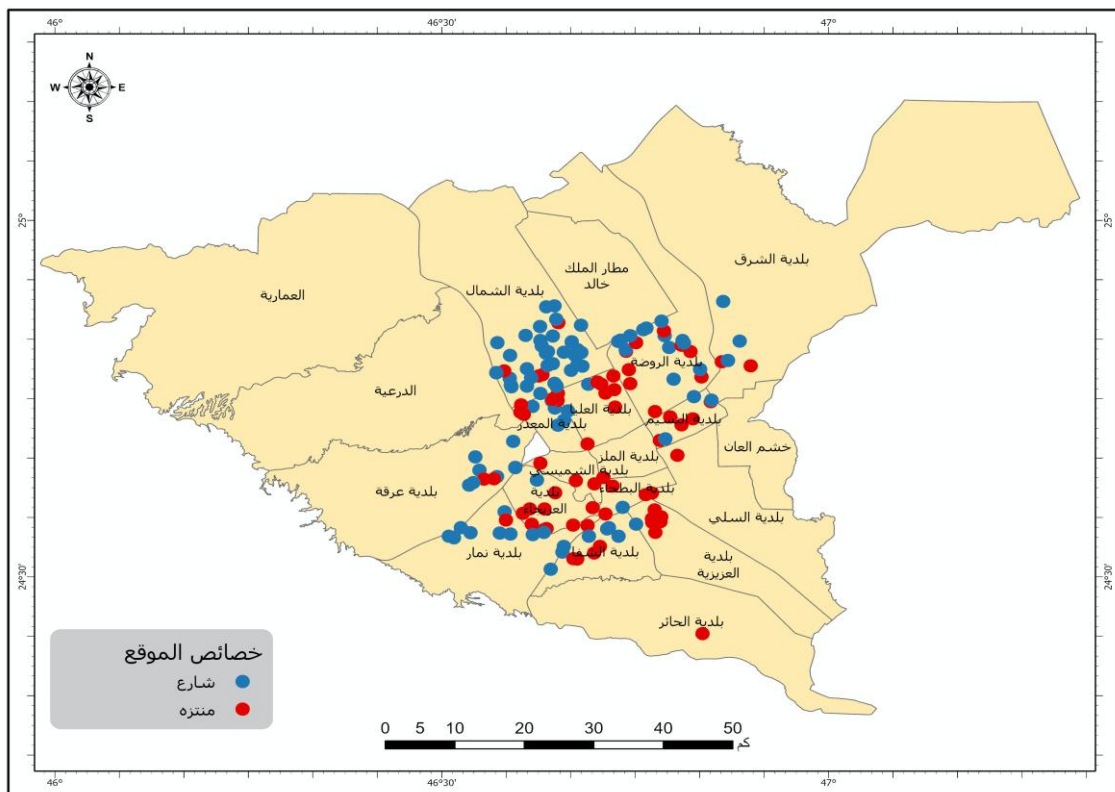 46°
46°30'
47°
N
W
E
S
25°
25°
بلدية الشرق
مطار الملك
خالد
بلدية الشمال
العمارية
بلدية الروضة
الدرعية
بلدية العليا
بلدية المعذر
بلدية النسيم
خشم العان
بلدية الملز
بلدية الشميسي
بلدية البطحاء
بلدية عرقة
بلدية
العريجاء
بلدية السلي
بلدية نمار
بلدية الشفا
بلدية
العزيزية
24°30'
24°30'
بلدية الحائر
خصائص الموقع
شارع
منتزه
0 5 10 20 30 40 50
كم
46°
46°30'
47°